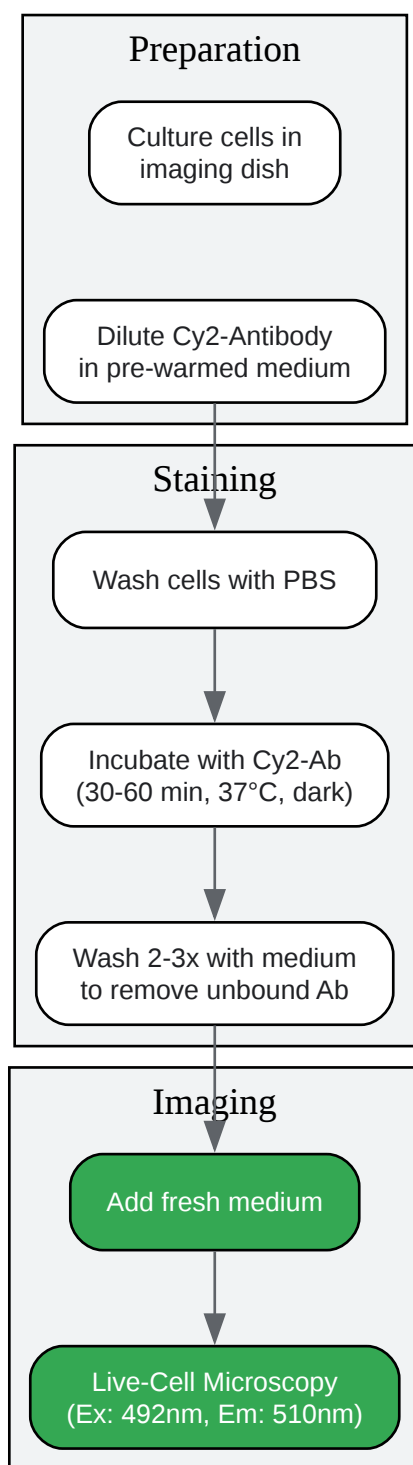 Preparation
Culture cells in
imaging dish
Dilute Cy2-Antibody
in pre-warmed medium
Staining
Wash cells with PBS
Incubate with Cy2-Ab
(30-60 min, 37°C, dark)
Wash 2-3x with medium
to remove unbound Ab
Imaging
Add fresh medium
Live-Cell Microscopy
(Ex: 492nm, Em: 510nm)